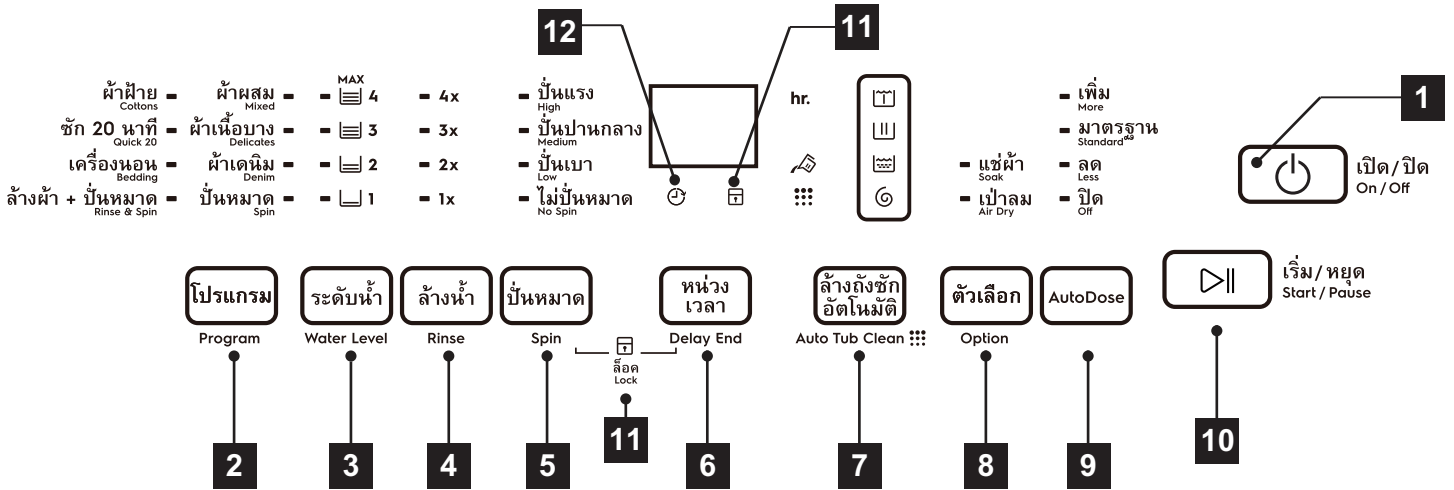 12
11
ผ้าฝ้าย
Cottons
ซัก 20 นาที
Quick 20
เครื่องนอน
Bedding
ล้างผ้า + ปั่นหมาด
Rinse & Spin
ผ้าผสม
Mixed
ผ้าเนื้อบาง
Delicates
ผ้าเดนิม
Denim
ปั่นหมาด
Spin
MAX
4
3
2
1
4x
3x
2x
1x
ปั่นแรง
High
ปั่นปานกลาง
Medium
ปั่นเบา
Low
ไม่ปั่นหมาด
No Spin
hr.
แช่ผ้า
Soak
เป่าลม
Air Dry
เพิ่ม
More
มาตรฐาน
Standard
ลด
Less
ปิด
Off
1
เปิด/ปิด
On/Off
โปรแกรม
Program
ระดับน้ำ
Water Level
ล้างน้ำ
Rinse
ปั่นหมาด
Spin
ล็อค
Lock
หน่วง
เวลา
Delay End
ล้างถังซัก
อัตโนมัติ
Auto Tub Clean
ตัวเลือก
Option
AutoDose
เริ่ม/หยุด
Start/Pause
2
3
4
5
11
6
7
8
9
10